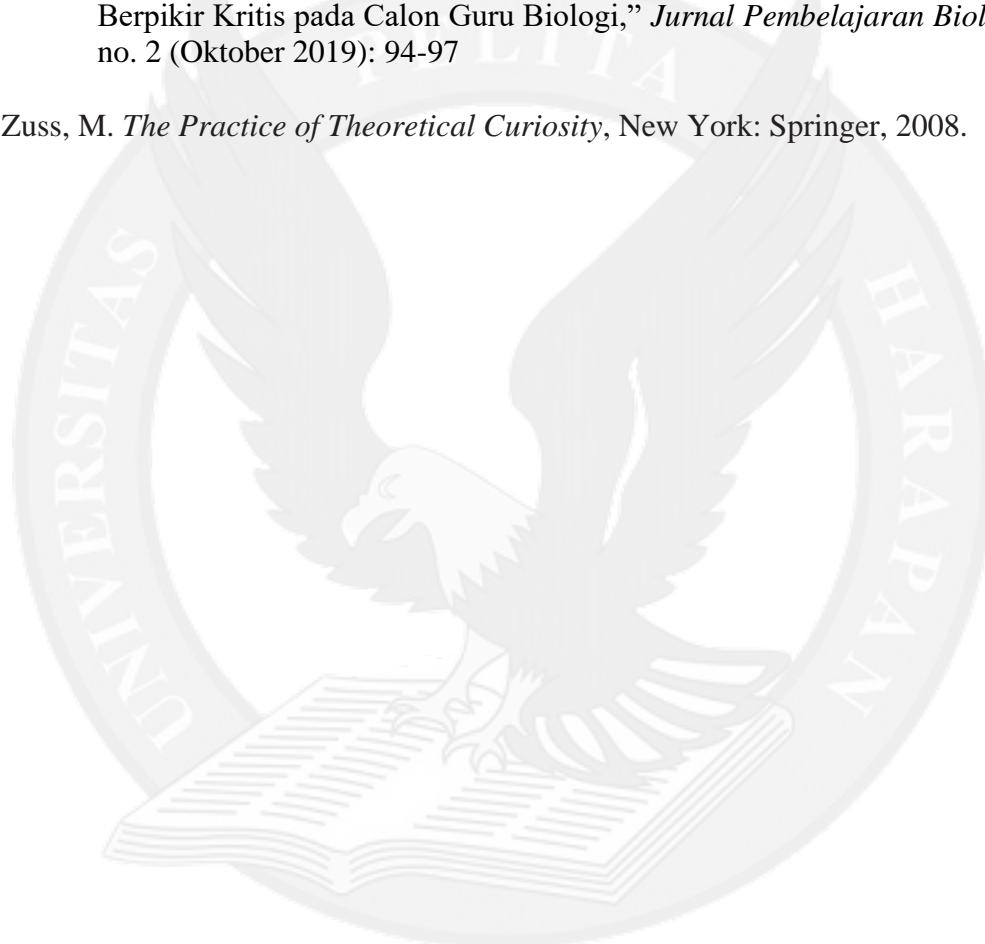 Berpikir Kritis pada Calon Guru Biologi,” Jurnal Pembelajaran Biol
no. 2 (Oktober 2019): 94-97
Zuss, M. The Practice of Theoretical Curiosity, New York: Springer, 2008.
UNIVERSITAS PELITA HARAPAN